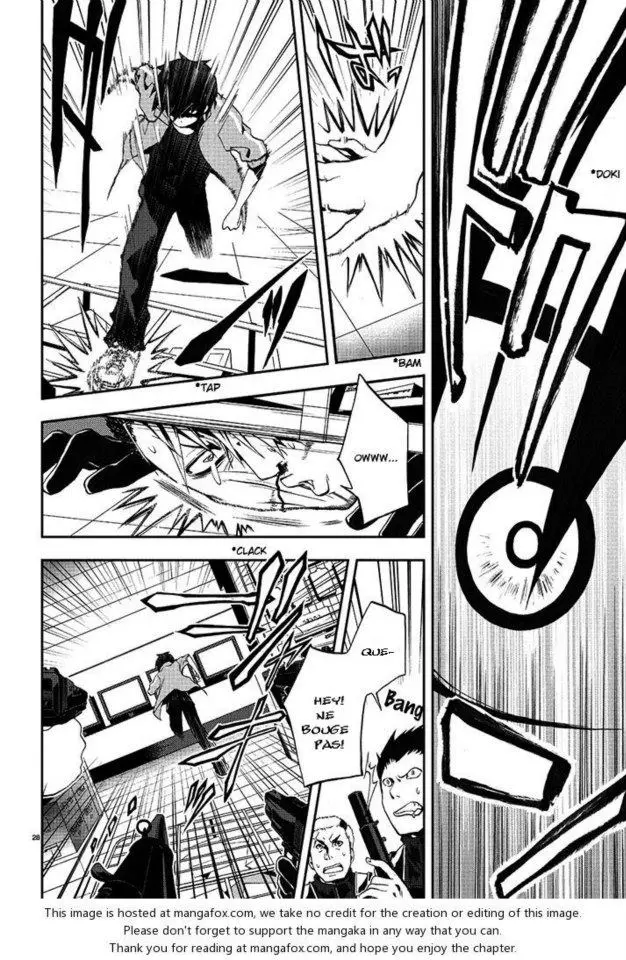 *DOKI
*BAM
*TAP
OWWW...
*CLACK
QUE-
HEY!
NE
BOUGE
PAS!
Bang
28
This image is hosted at mangafox.com, we take no credit for the creation or editing of this image.
Please don't forget to support the mangaka in any way that you can.
Thank you for reading at mangafox.com, and hope you enjoy the chapter.